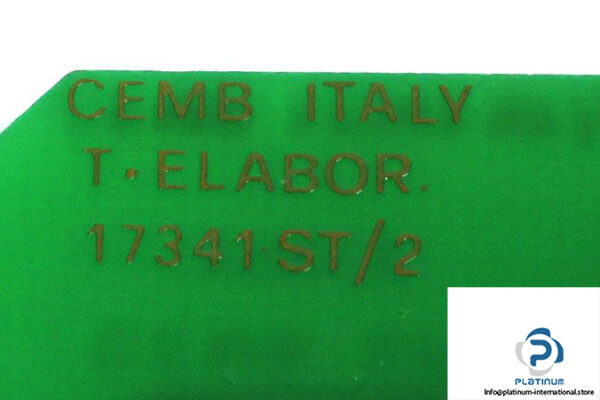 CEMB ITALY
T·ELABOR.
17341·ST/2
PLATINUM
Info@platinum-international.store